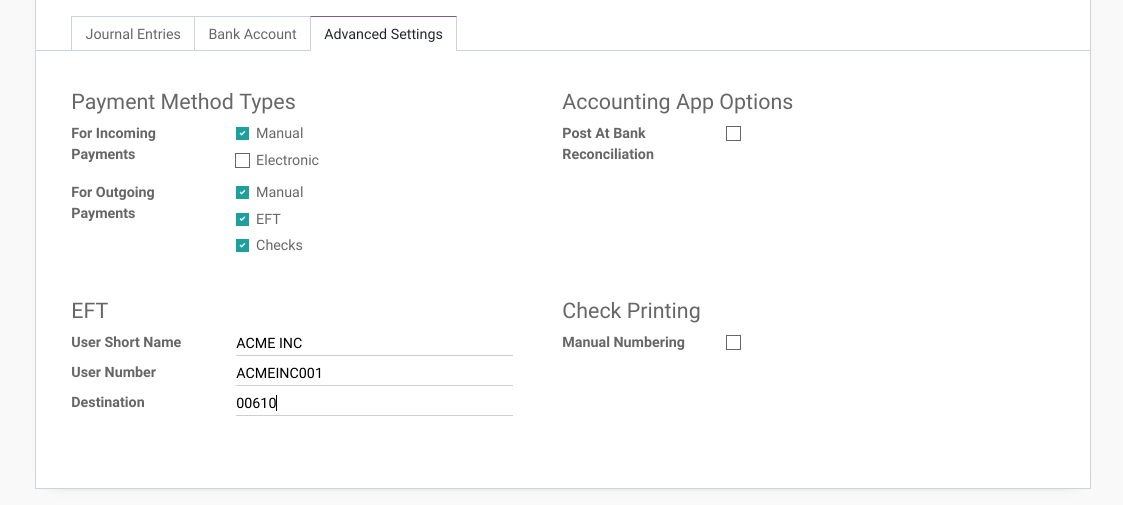 Journal Entries
Bank Account
Advanced Settings
Payment Method Types
For Incoming
Payments
Manual
Electronic
For Outgoing
Payments
Manual
EFT
Checks
Accounting App Options
Post At Bank
Reconciliation
EFT
User Short Name
ACME INC
User Number
ACMEINC001
Destination
00610
Check Printing
Manual Numbering